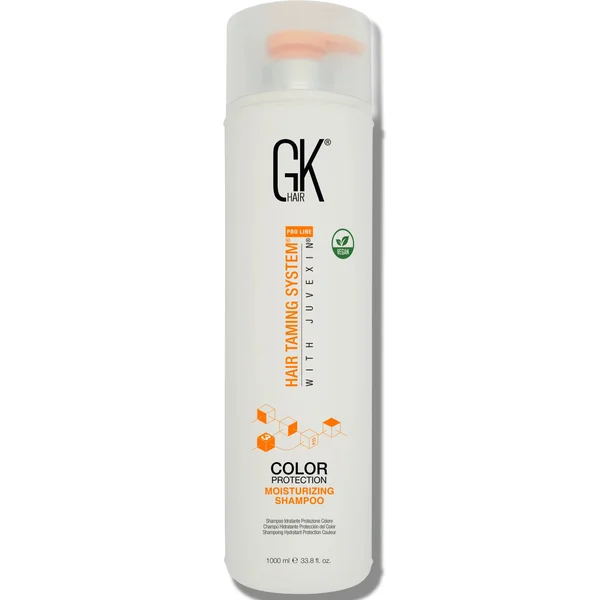 GK®
HAIR
PRO LINE
HAIR TAMING SYSTEM®
WITH JUVEXIN®
VEGAN
COLOR
PROTECTION
MOISTURIZING
SHAMPOO
Shampoo Idratante Protezione Colore
Champú Hidratante Protección del Color
Shampooing Hydratant Protection Couleur
1000 ml ℮ 33.8 fl. oz.